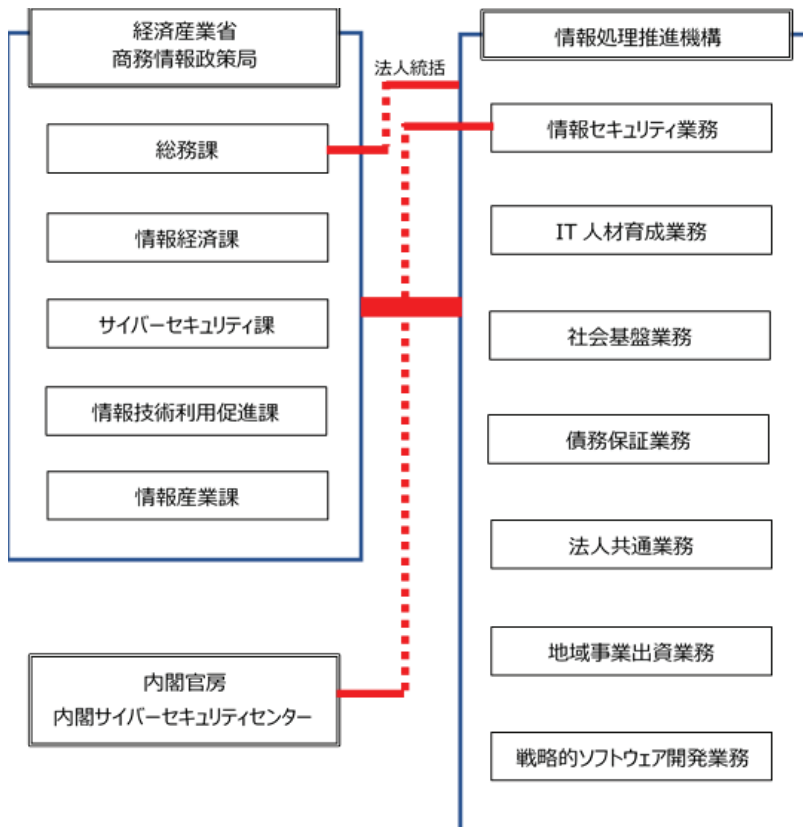 経済産業省
商務情報政策局
総務課
情報経済課
サイバーセキュリティ課
情報技術利用促進課
情報産業課
内閣官房
内閣サイバーセキュリティセンター
法人統括
情報処理推進機構
情報セキュリティ業務
IT 人材育成業務
社会基盤業務
債務保証業務
法人共通業務
地域事業出資業務
戦略的ソフトウェア開発業務